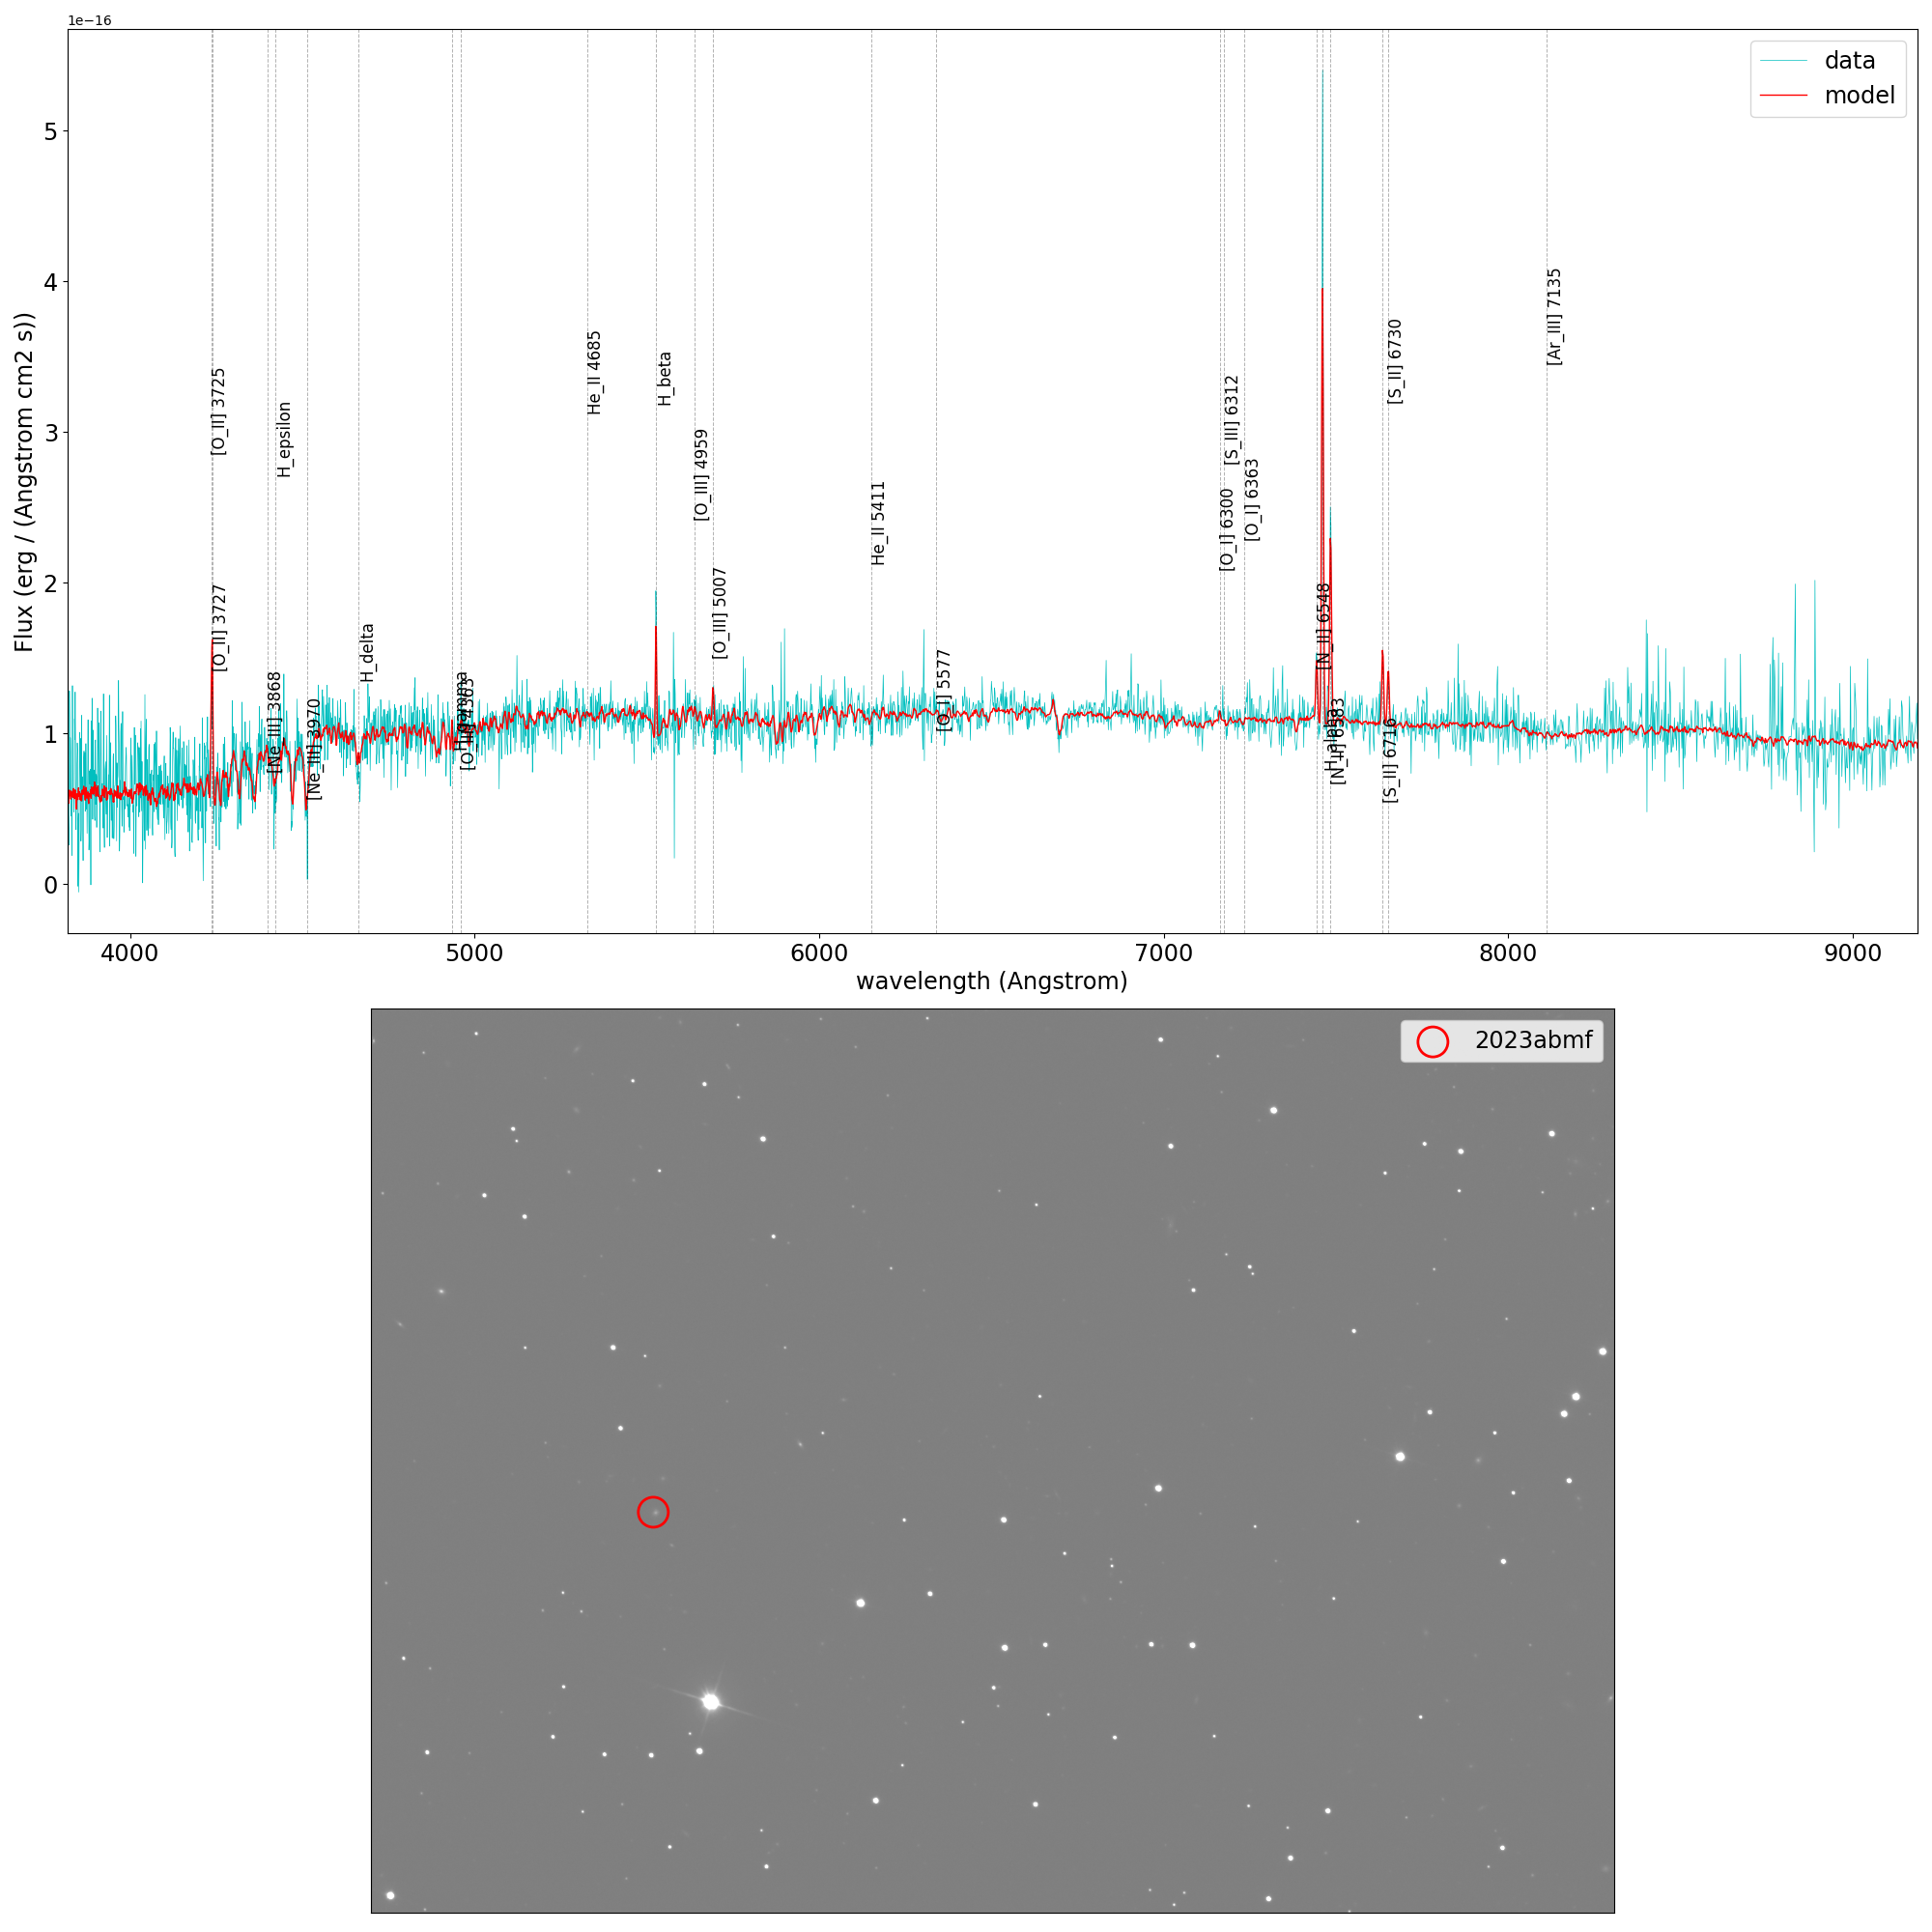 1e−16
data
model
Flux (erg / (Angstrom cm2 s))
5
4
3
2
1
0
[O_II] 3725
[O_II] 3727
[Ne_III] 3868
H_epsilon
[Ne_III] 3970
H_delta
He_II 4685
H_beta
[O_III] 4959
[O_III] 5007
He_II 5411
[O_I] 5577
[O_I] 6300
[S_III] 6312
[O_I] 6363
[N_II] 6548
H_alpha
[N_II] 6583
[S_II] 6716
[S_II] 6730
[Ar_III] 7135
4000 5000 6000 7000 8000 9000
wavelength (Angstrom)
2023abmf